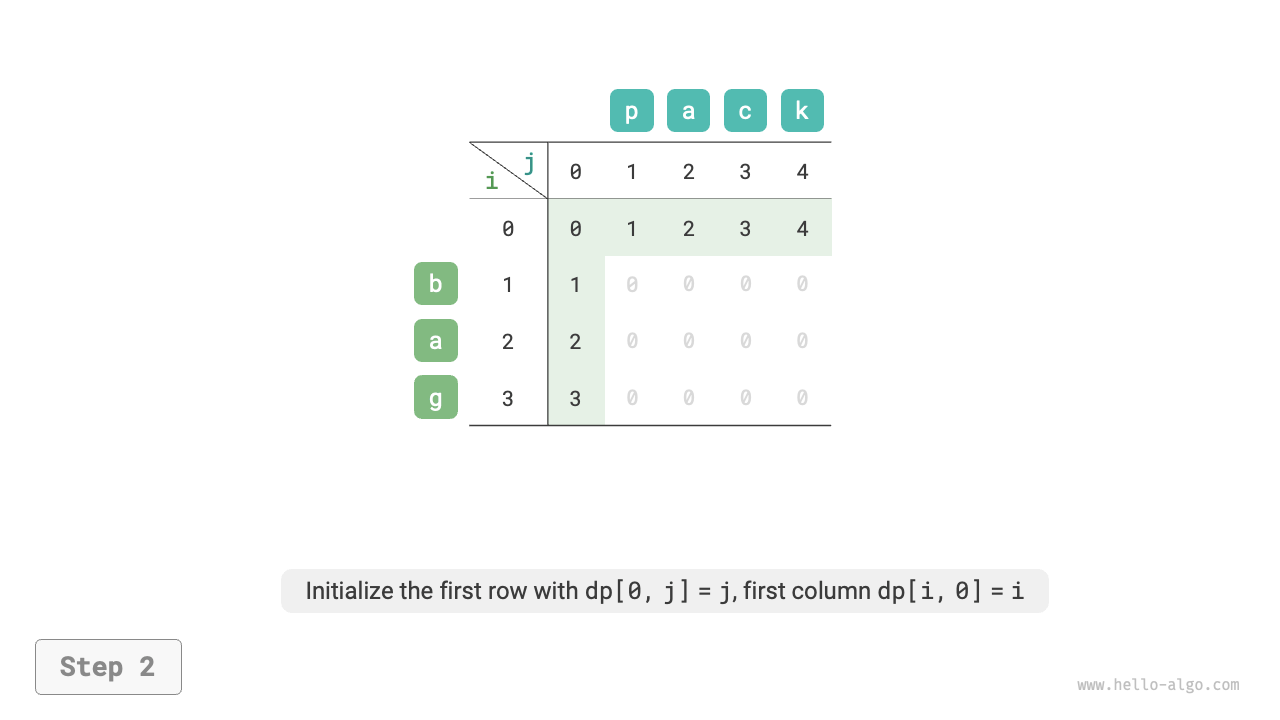 p a c k
j
i
0 1 2 3 4
0 0 1 2 3 4
b 1 1 0 0 0 0
a 2 2 0 0 0 0
g 3 3 0 0 0 0
Initialize the first row with dp[0, j] = j, first column dp[i, 0] = i
Step 2
www.hello-algo.com